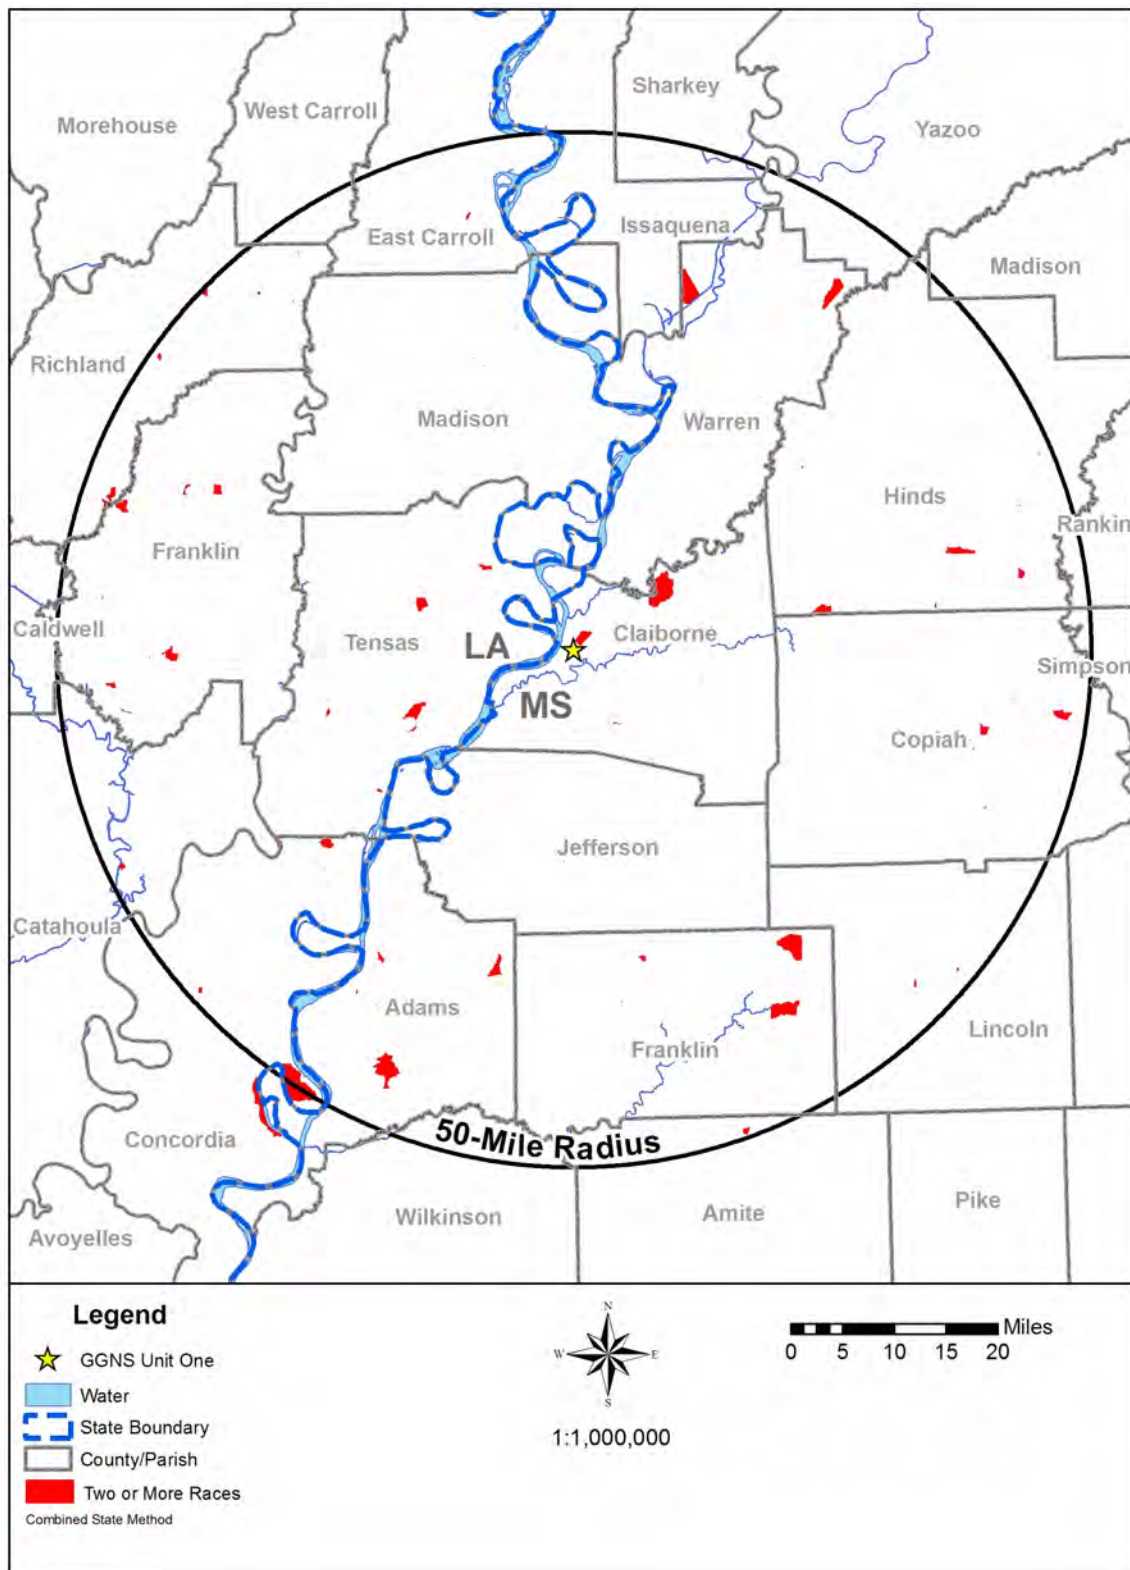 Sharkey
West Carroll
Morehouse
Yazoo
Issaquena
East Carroll
Madison
Richland
Madison
Warren
Hinds
Rankin
Franklin
Caldwell
Tensas
LA
Claiborne
Simpson
MS
Copiah
Jefferson
Catahoula
Adams
Lincoln
Franklin
Concordia
50-Mile Radius
Wilkinson
Amite
Pike
Avoyelles
Legend
GGNS Unit One
Water
State Boundary
County/Parish
Two or More Races
Combined State Method
N
W E
S
1:1,000,000
Miles
0 5 10 15 20